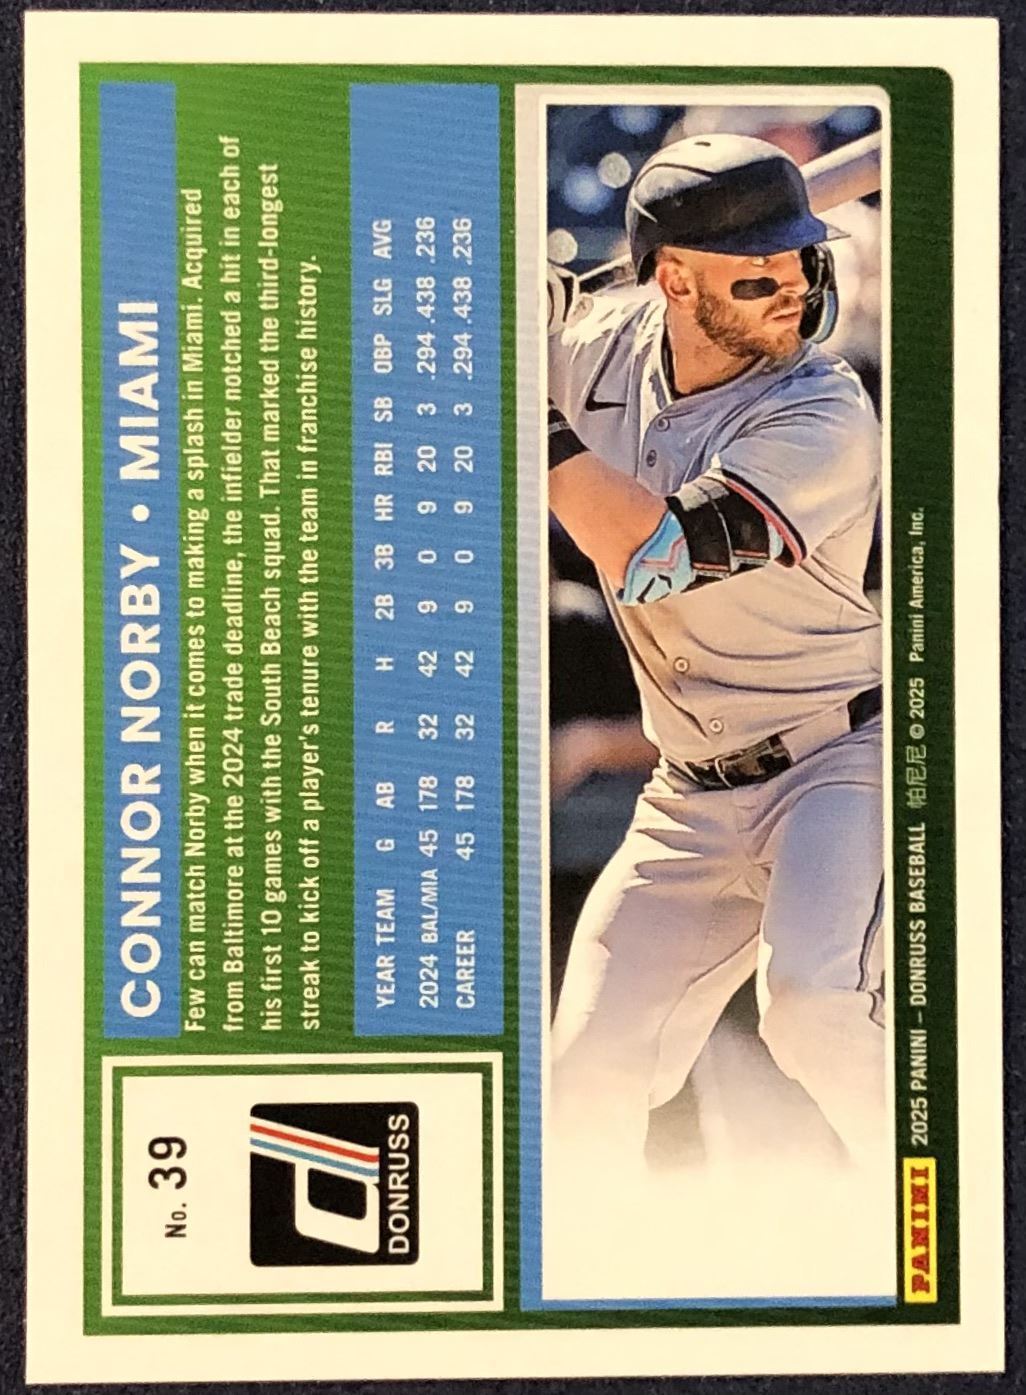 No. 39
DONRUSS
CONNOR NORBY • MIAMI
Few can match Norby when it comes to making a splash in Miami. Acquired
from Baltimore at the 2024 trade deadline, the infielder notched a hit in each of
his first 10 games with the South Beach squad. That marked the third-longest
streak to kick off a player's tenure with the team in franchise history.
YEAR TEAM G AB R H 2B 3B HR RBI SB OBP SLG AVG
2024 BAL/MIA 45 178 32 42 9 0 9 20 3 .294 .438 .236
CAREER 45 178 32 42 9 0 9 20 3 .294 .438 .236
PANINI 2025 PANINI – DONRUSS BASEBALL 帕尼尼 © 2025 Panini America, Inc.